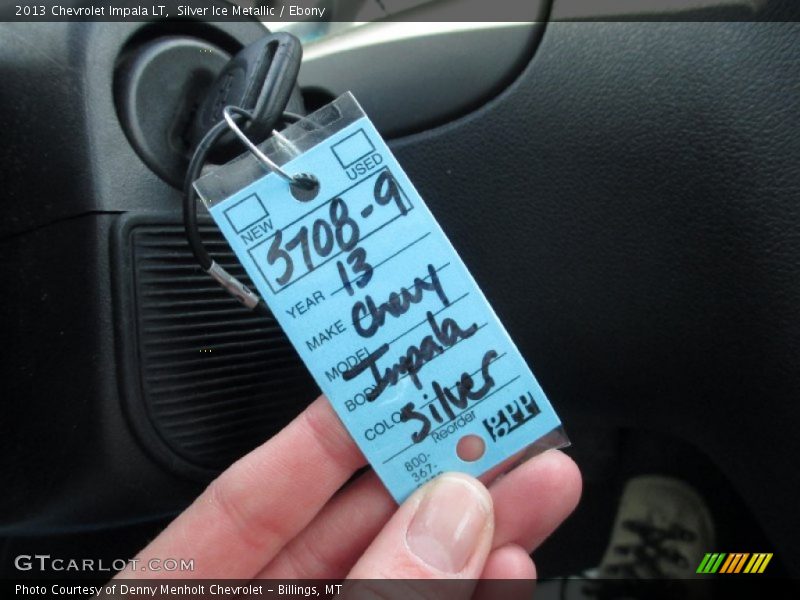 2013 Chevrolet Impala LT, Silver Ice Metallic / Ebony
USED
NEW
5708-9
YEAR 13
MAKE Chevy
MODEL Impala
BODY
COLOR Silver
Reorder
800-
367-
GTCARLOT.COM
Photo Courtesy of Denny Menholt Chevrolet – Billings, MT